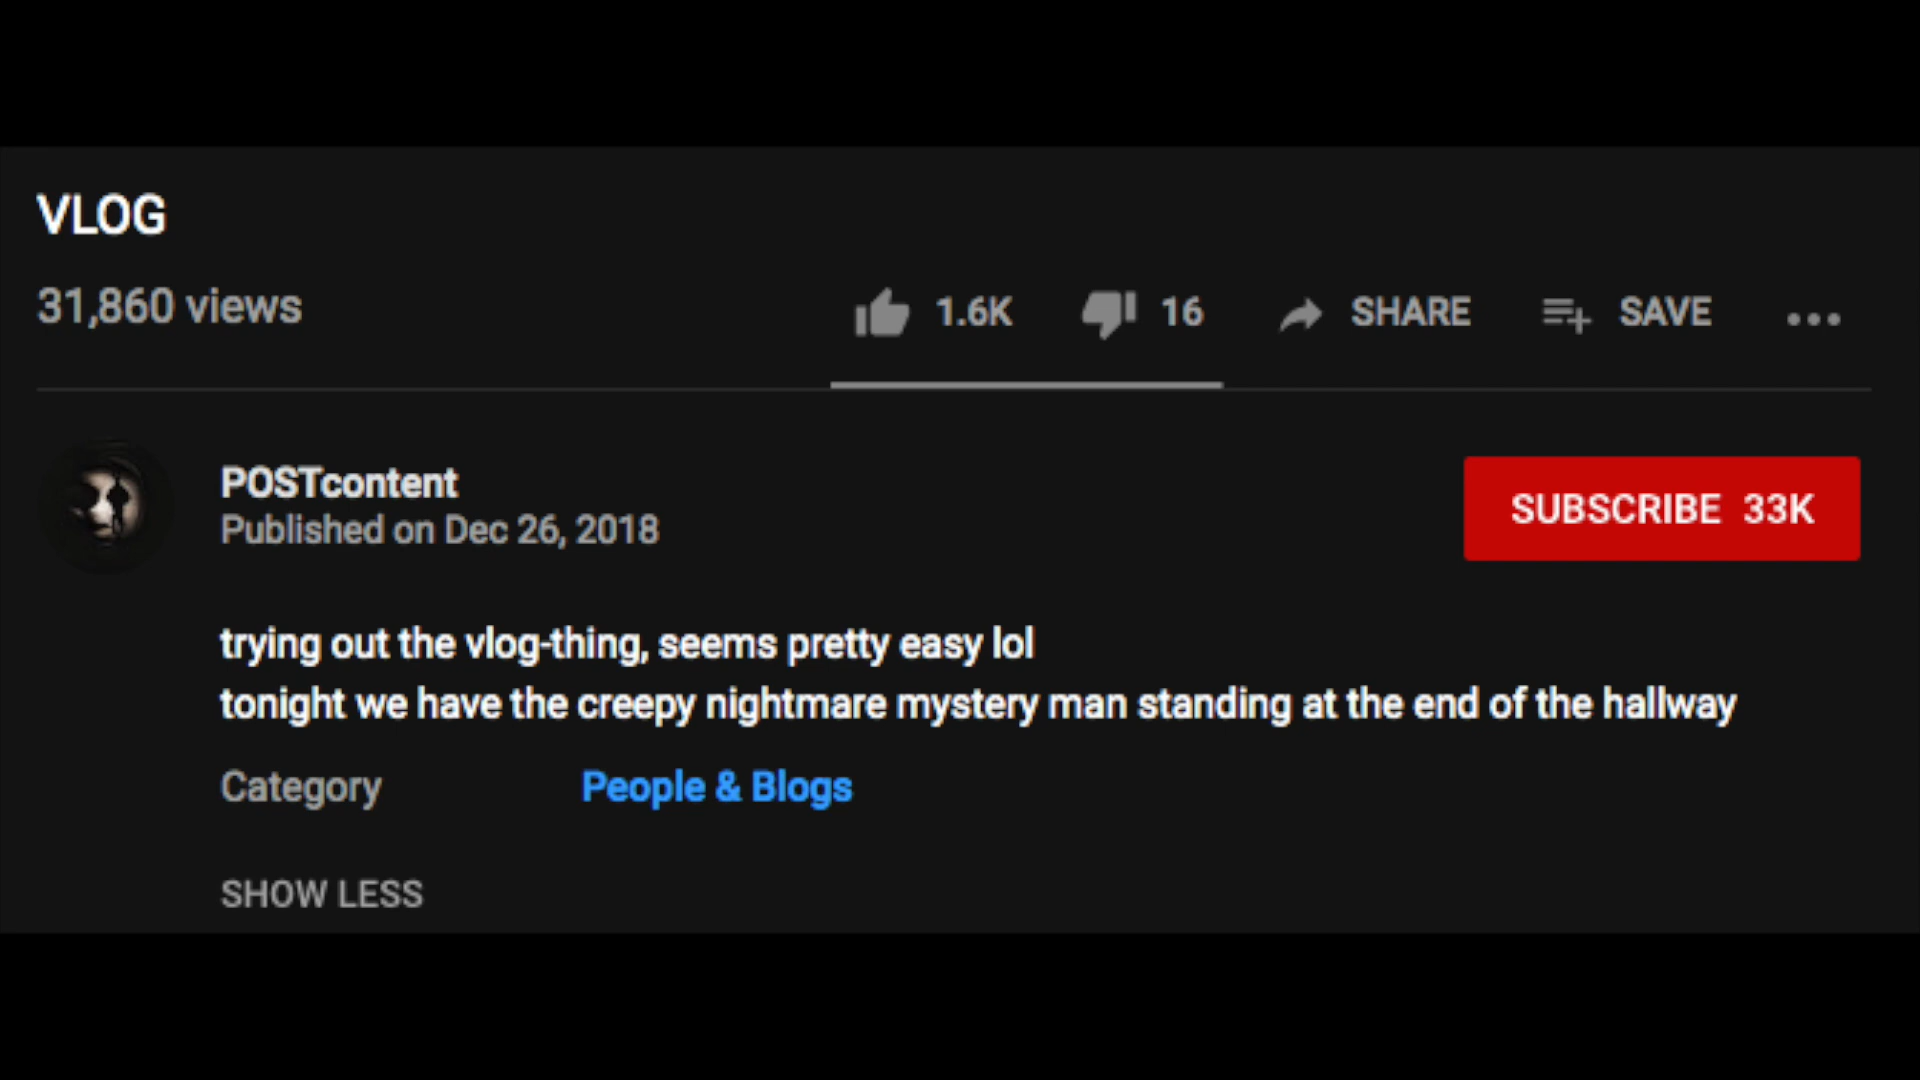 VLOG
31,860 views
1.6K 16 SHARE SAVE
POSTcontent
Published on Dec 26, 2018
SUBSCRIBE 33K
trying out the vlog-thing, seems pretty easy lol
tonight we have the creepy nightmare mystery man standing at the end of the hallway
Category People & Blogs
SHOW LESS